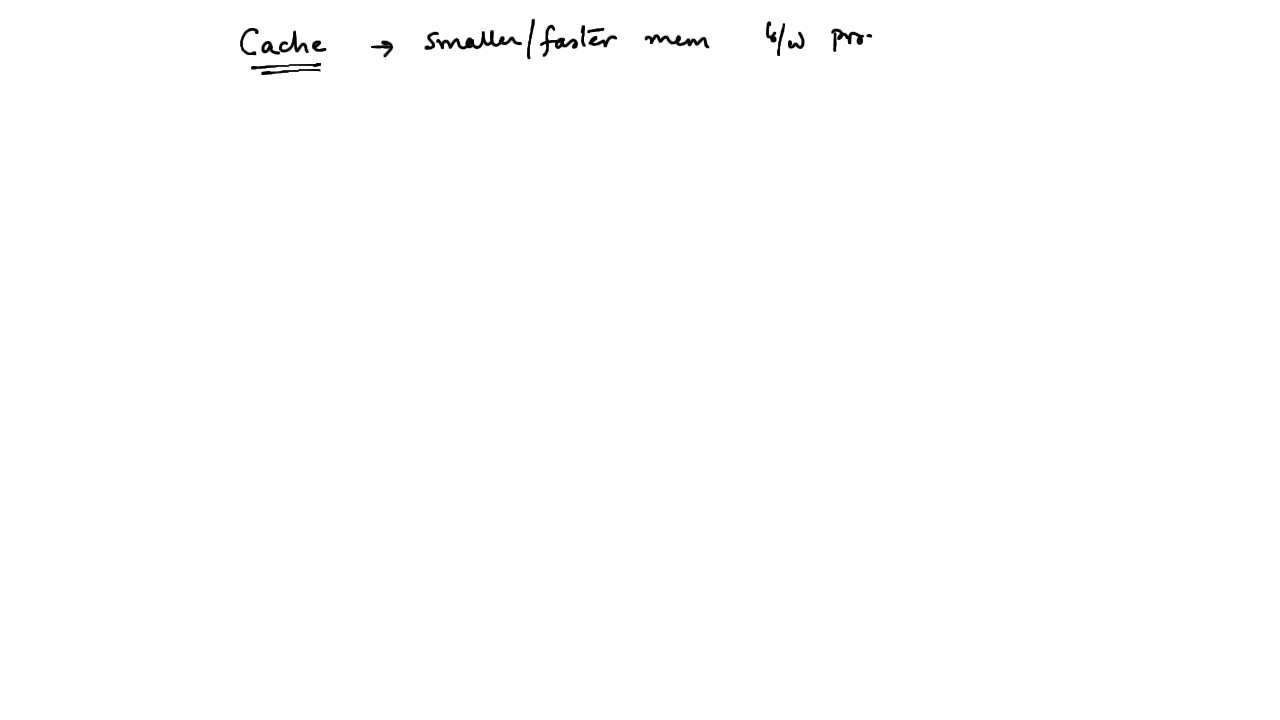 Cache → smaller/faster mem b/w pro.